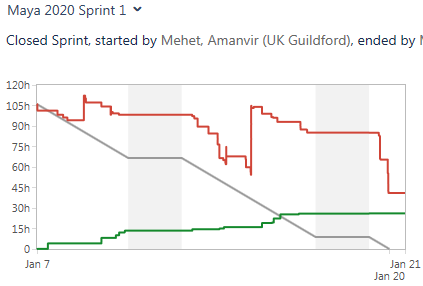 Maya 2020 Sprint 1
Closed Sprint, started by Mehet, Amanvir (UK Guildford), ended by
120h
105h
90h
75h
60h
45h
30h
15h
0
Jan 7
Jan 21
Jan 20